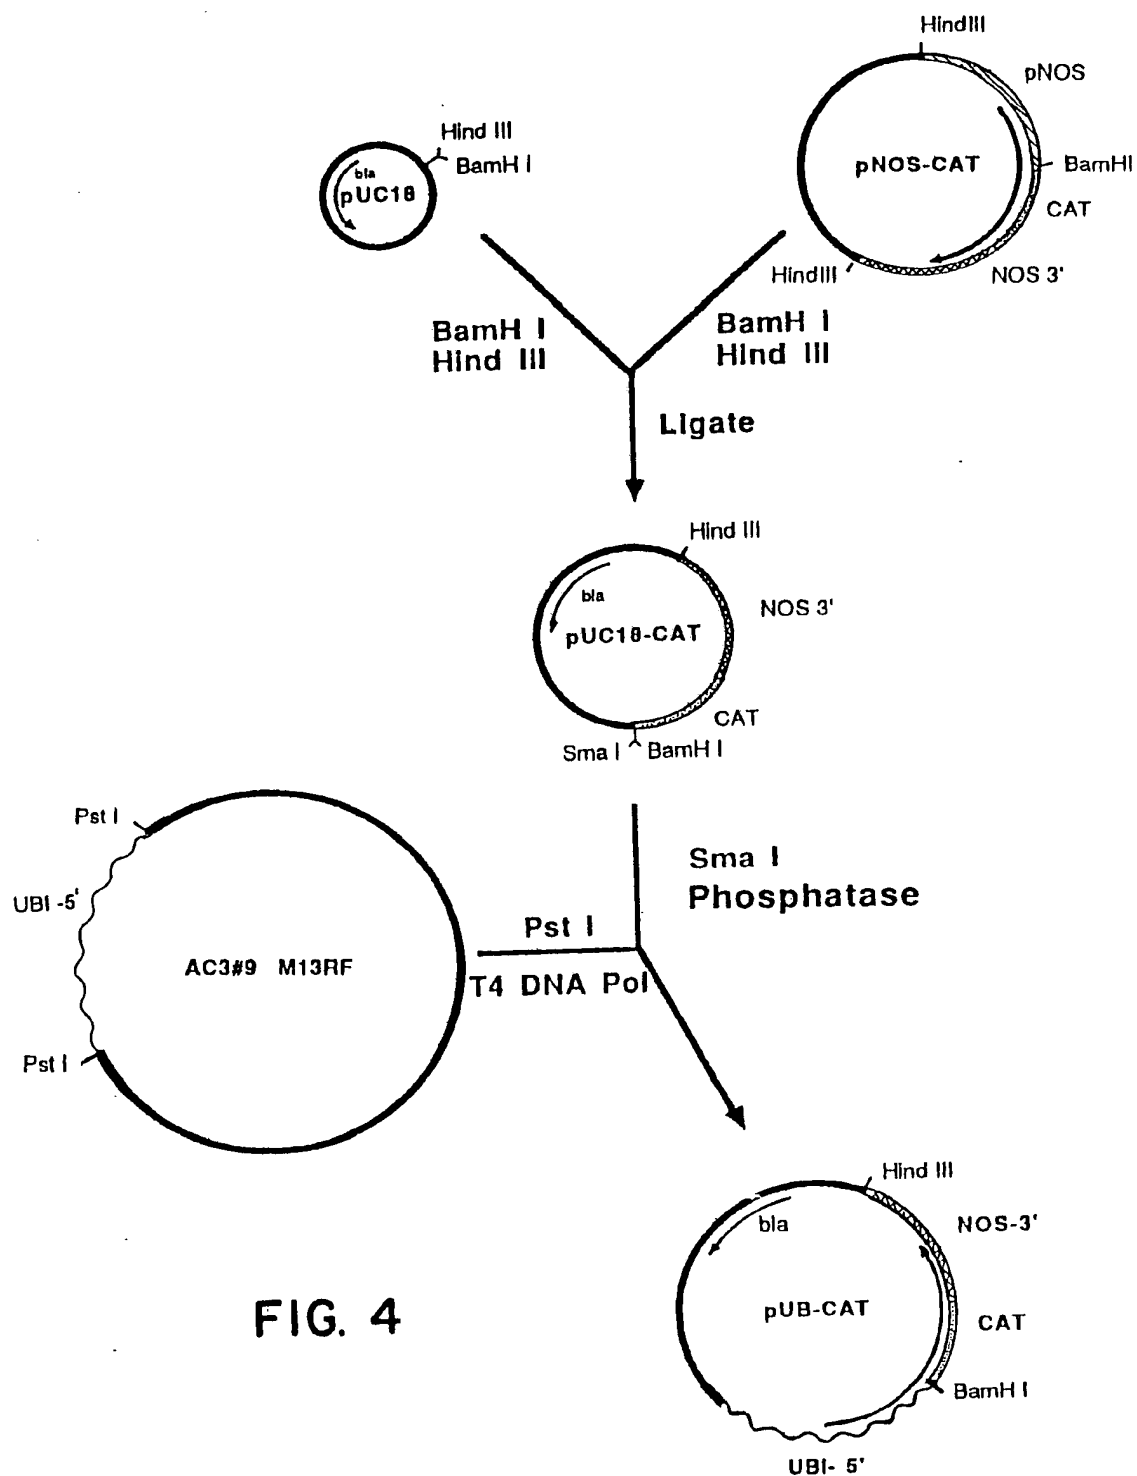 HindIII
pNOS
Hind III
BamH I
bla
pUC18
pNOS-CAT
BamHI
CAT
HindIII
NOS 3'
BamH I
Hind III
BamH I
Hind III
Ligate
Hind III
bla
NOS 3'
pUC18-CAT
CAT
Sma I
BamH I
Pst I
Sma I
Phosphatase
UBI -5'
Pst I
AC3#9 M13RF
T4 DNA Pol
Pst I
Hind III
bla
NOS-3'
FIG. 4
pUB-CAT
CAT
BamH I
UBI- 5'